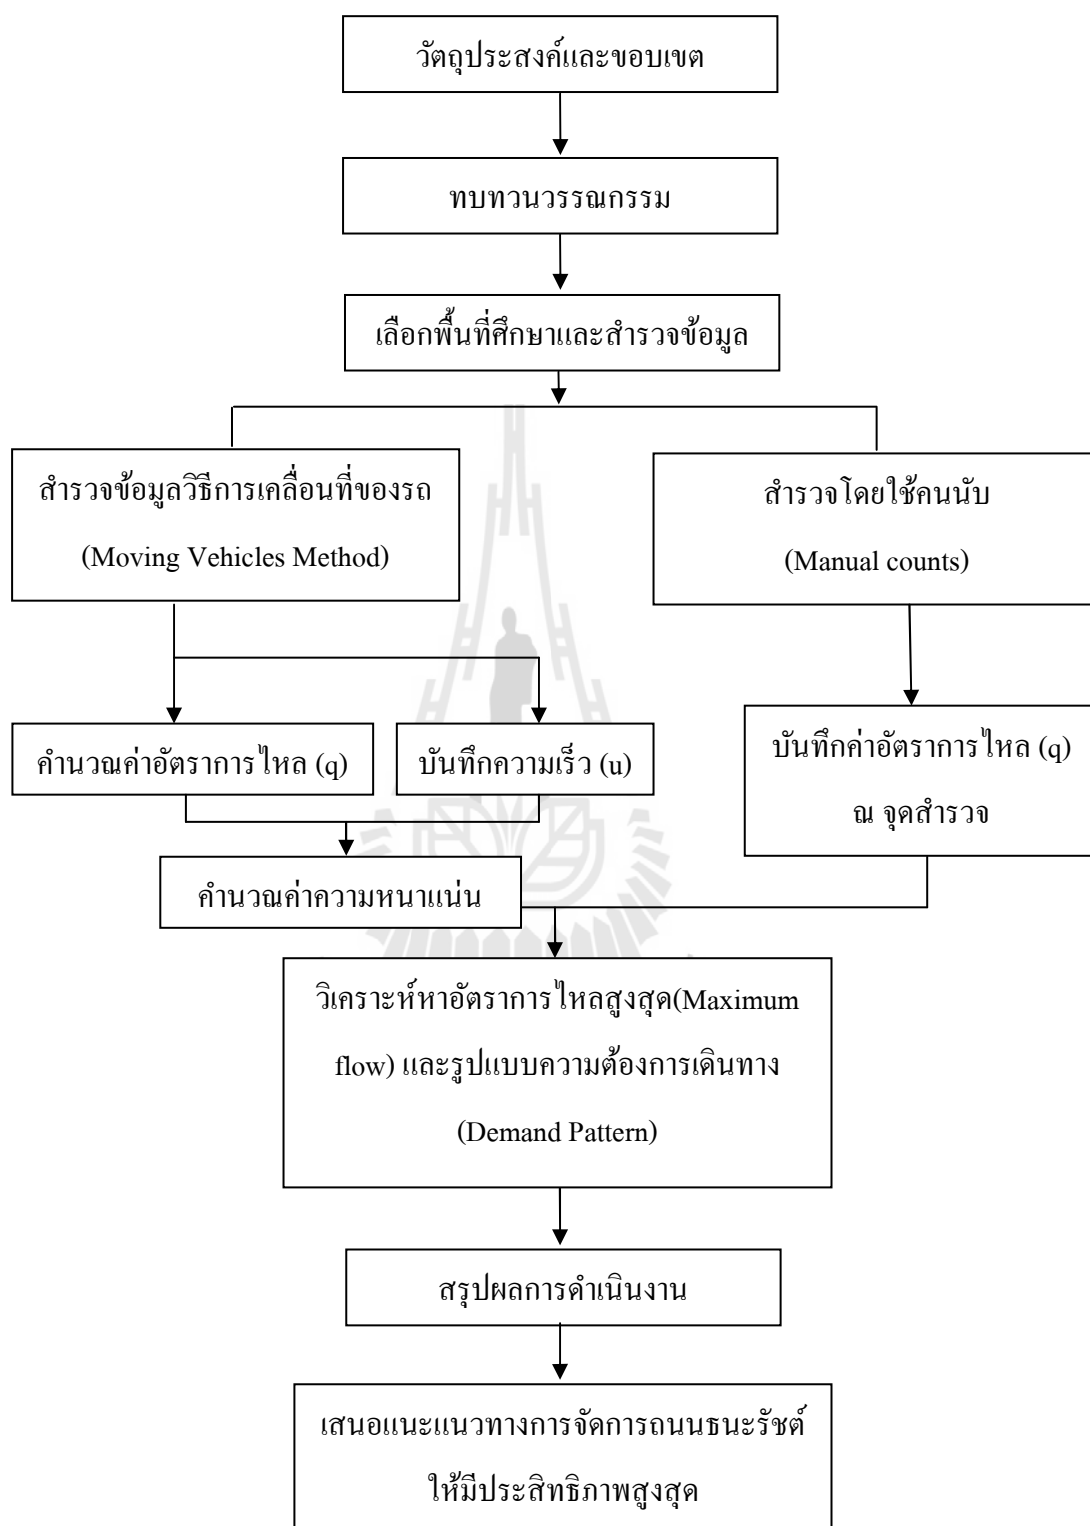 วัตถุประสงค์และขอบเขต
ทบทวนวรรณกรรม
เลือกพื้นที่ศึกษาและสำรวจข้อมูล
สำรวจข้อมูลวิธีการเคลื่อนที่ของรถ
(Moving Vehicles Method)
สำรวจโดยใช้คนนับ
(Manual counts)
คำนวณค่าอัตราการไหล (q)
บันทึกความเร็ว (u)
บันทึกค่าอัตราการไหล (q)
ณ จุดสำรวจ
คำนวณค่าความหนาแน่น
วิเคราะห์หาอัตราการไหลสูงสุด(Maximum
flow) และรูปแบบความต้องการเดินทาง
(Demand Pattern)
สรุปผลการดำเนินงาน
เสนอแนะแนวทางการจัดการถนนธนะรัชต์
ให้มีประสิทธิภาพสูงสุด